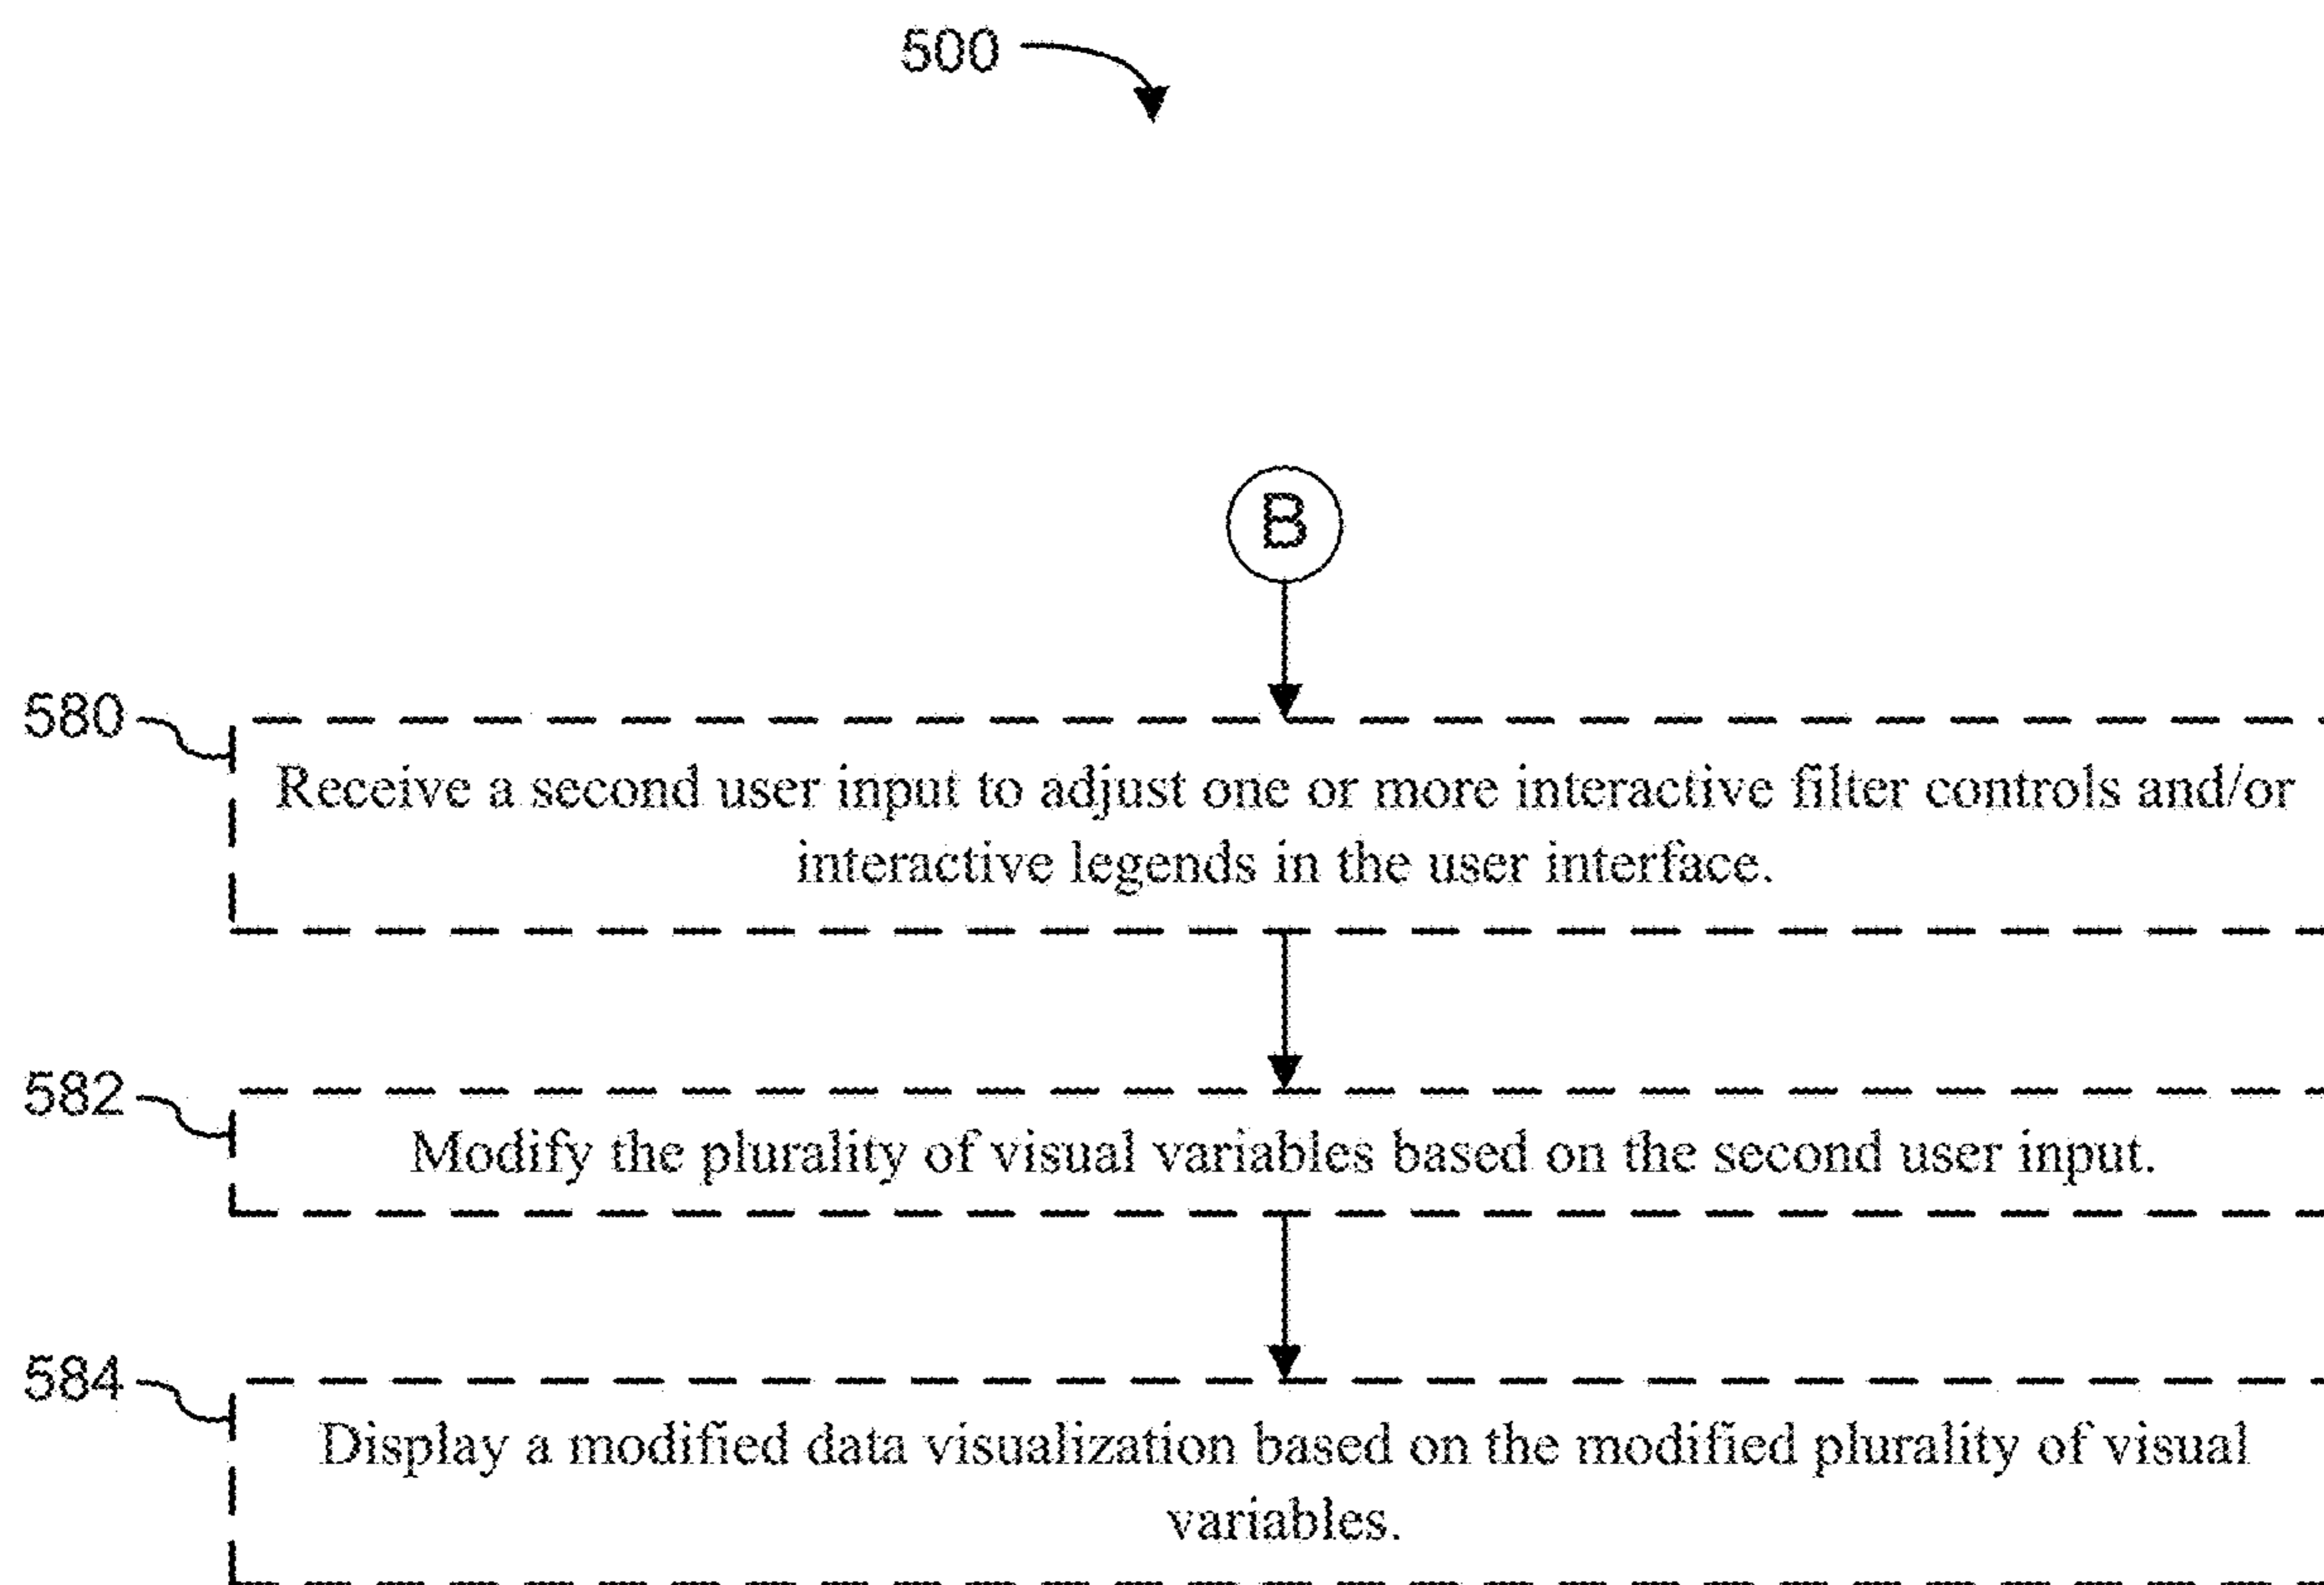 500
B
580
Receive a second user input to adjust one or more interactive filter controls and/or
interactive legends in the user interface.
582
Modify the plurality of visual variables based on the second user input.
584
Display a modified data visualization based on the modified plurality of visual
variables.